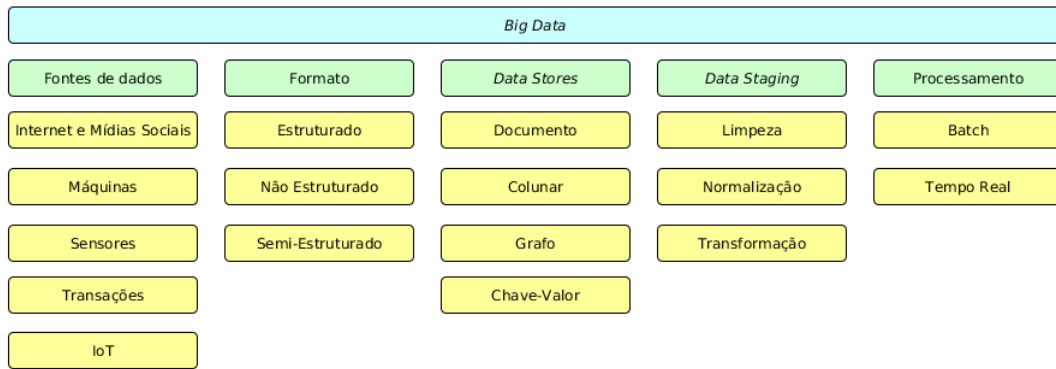 Big Data
Fontes de dados
Formato
Data Stores
Data Staging
Processamento
Internet e Mídias Sociais
Estruturado
Documento
Limpeza
Batch
Máquinas
Não Estruturado
Colunar
Normalização
Tempo Real
Sensores
Semi-Estruturado
Grafo
Transformação
Transações
Chave-Valor
IoT